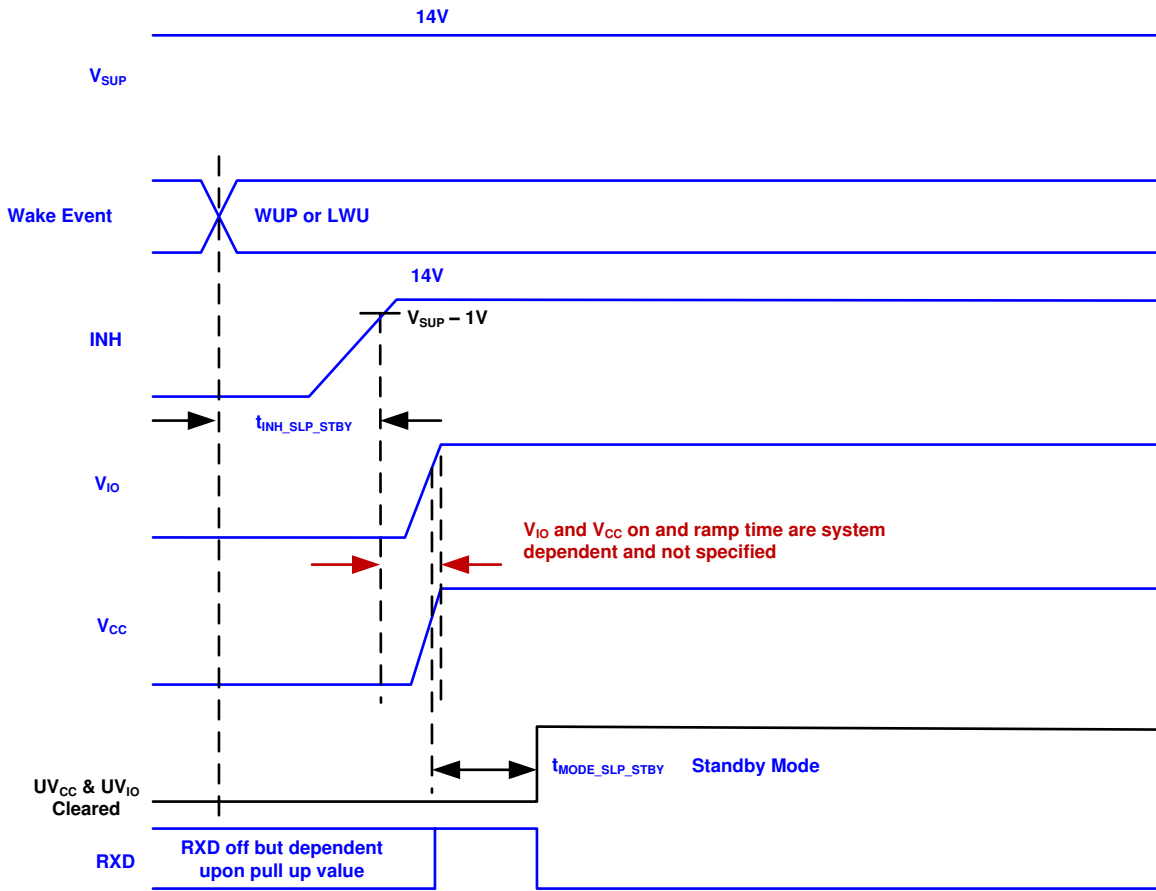 14V
VSUP
Wake Event
WUP or LWU
14V
VSUP – 1V
INH
tINH_SLP_STBY
VIO
VIO and VCC on and ramp time are system
dependent and not specified
VCC
tMODE_SLP_STBY
Standby Mode
UVCC & UVIO
Cleared
RXD
RXD off but dependent
upon pull up value